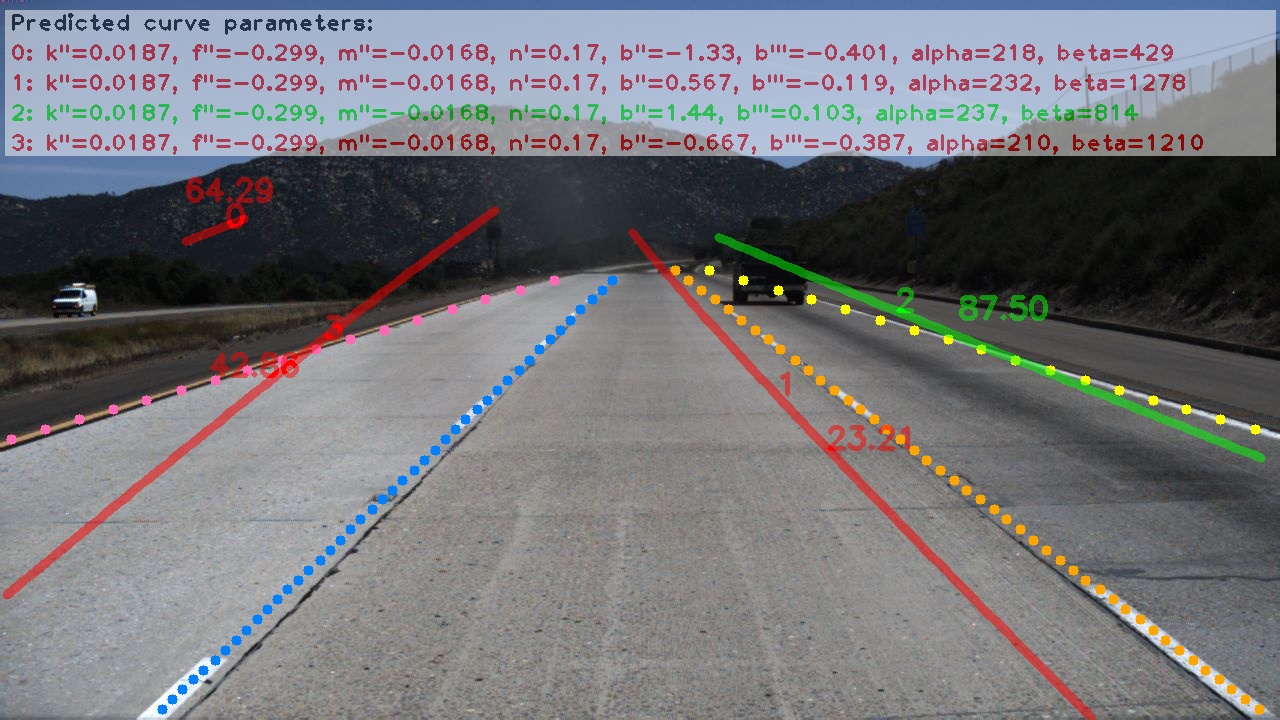 Predicted curve parameters:
0: k''=0.0187, f''=-0.299, m''=-0.0168, n'=0.17, b''=-1.33, b'''=-0.401, alpha=218, beta=429
1: k''=0.0187, f''=-0.299, m''=-0.0168, n'=0.17, b''=0.567, b'''=-0.119, alpha=232, beta=1278
2: k''=0.0187, f''=-0.299, m''=-0.0168, n'=0.17, b''=1.44, b'''=0.103, alpha=237, beta=814
3: k''=0.0187, f''=-0.299, m''=-0.0168, n'=0.17, b''=-0.667, b'''=-0.387, alpha=210, beta=1210
64.29
0
2 87.50
3
42.86
1
23.21